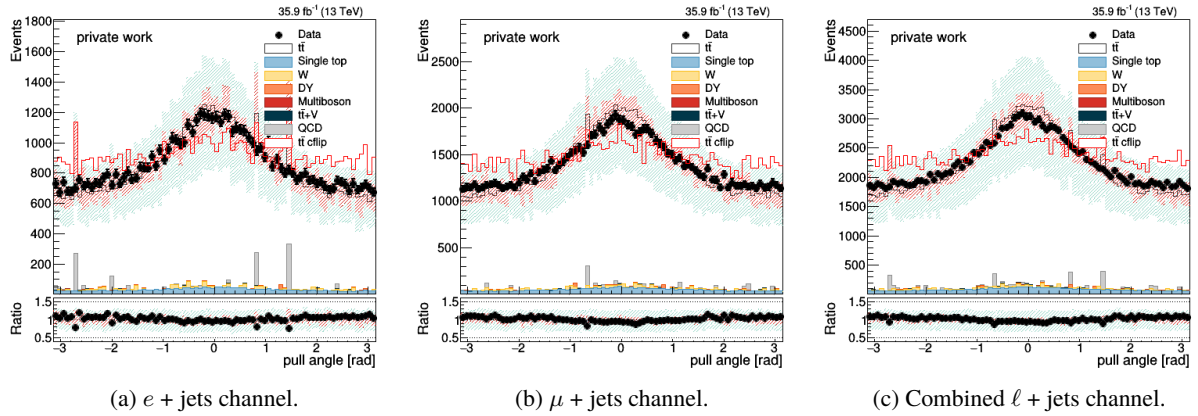 35.9 fb⁻¹ (13 TeV)
Events
1800
1600
1400
1200
1000
800
600
400
200
private work
Data
tt̄
Single top
W
DY
Multiboson
tt̄+V
QCD
tt̄ cflip
Ratio
1.5
1
0.5
−3 −2 −1 0 1 2 3
pull angle [rad]
(a) e + jets channel.
35.9 fb⁻¹ (13 TeV)
Events
2500
2000
1500
1000
500
private work
Data
tt̄
Single top
W
DY
Multiboson
tt̄+V
QCD
tt̄ cflip
Ratio
1.5
1
0.5
−3 −2 −1 0 1 2 3
pull angle [rad]
(b) μ + jets channel.
35.9 fb⁻¹ (13 TeV)
Events
4500
4000
3500
3000
2500
2000
1500
1000
500
private work
Data
tt̄
Single top
W
DY
Multiboson
tt̄+V
QCD
tt̄ cflip
Ratio
1.5
1
0.5
−3 −2 −1 0 1 2 3
pull angle [rad]
(c) Combined ℓ + jets channel.